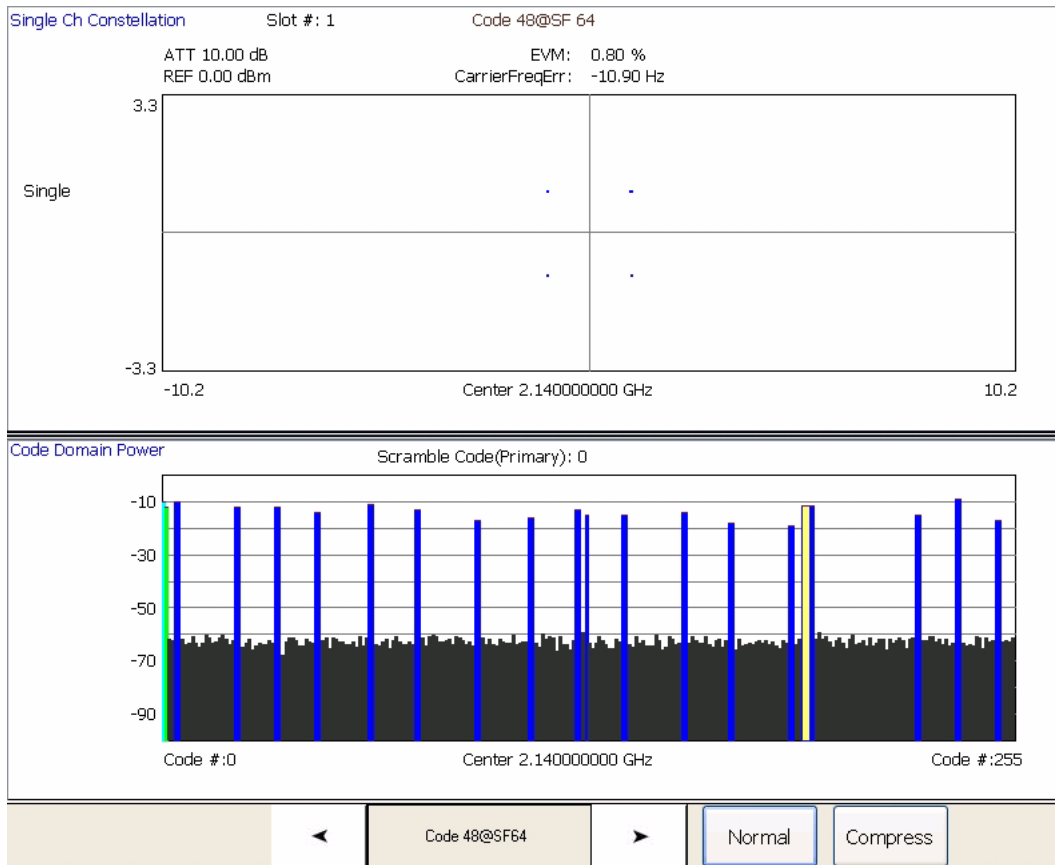 Single Ch Constellation Slot #: 1 Code 48@SF 64
ATT 10.00 dB EVM: 0.80 %
REF 0.00 dBm CarrierFreqErr: -10.90 Hz
3.3
Single
-3.3
-10.2 Center 2.140000000 GHz 10.2
Code Domain Power
Scramble Code(Primary): 0
-10
-30
-50
-70
-90
Code #:0 Center 2.140000000 GHz Code #:255
Code 48@SF64 Normal Compress